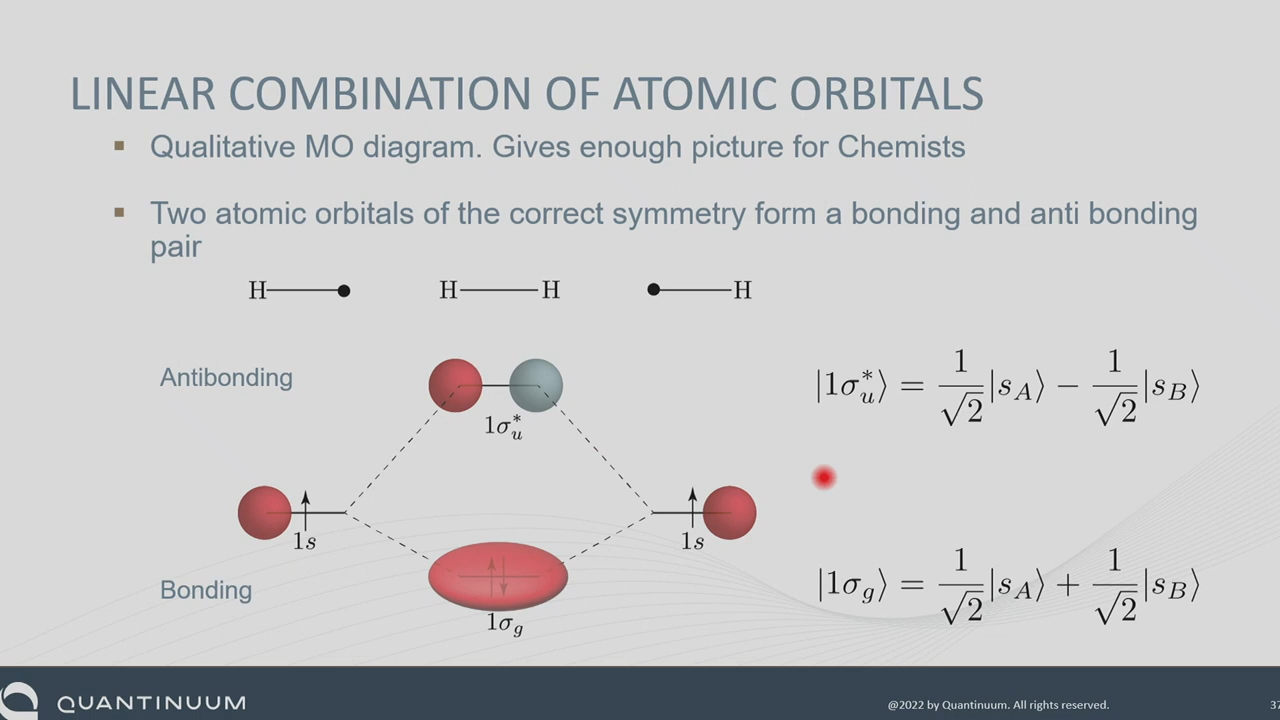 LINEAR COMBINATION OF ATOMIC ORBITALS
▪ Qualitative MO diagram. Gives enough picture for Chemists
▪ Two atomic orbitals of the correct symmetry form a bonding and anti bonding
pair
H H H H
Antibonding
1σ*u
|1σ*u⟩ = 1/√2 |sA⟩ − 1/√2 |sB⟩
1s 1s
Bonding
1σg
|1σg⟩ = 1/√2 |sA⟩ + 1/√2 |sB⟩
QUANTINUUM
@2022 by Quantinuum. All rights reserved.
37